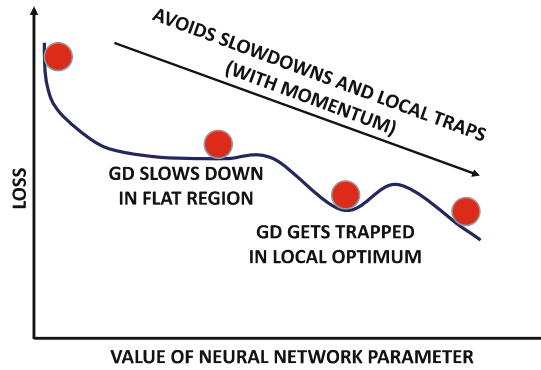 AVOIDS SLOWDOWNS AND LOCAL TRAPS
(WITH MOMENTUM)
GD SLOWS DOWN
IN FLAT REGION
GD GETS TRAPPED
IN LOCAL OPTIMUM
LOSS
VALUE OF NEURAL NETWORK PARAMETER